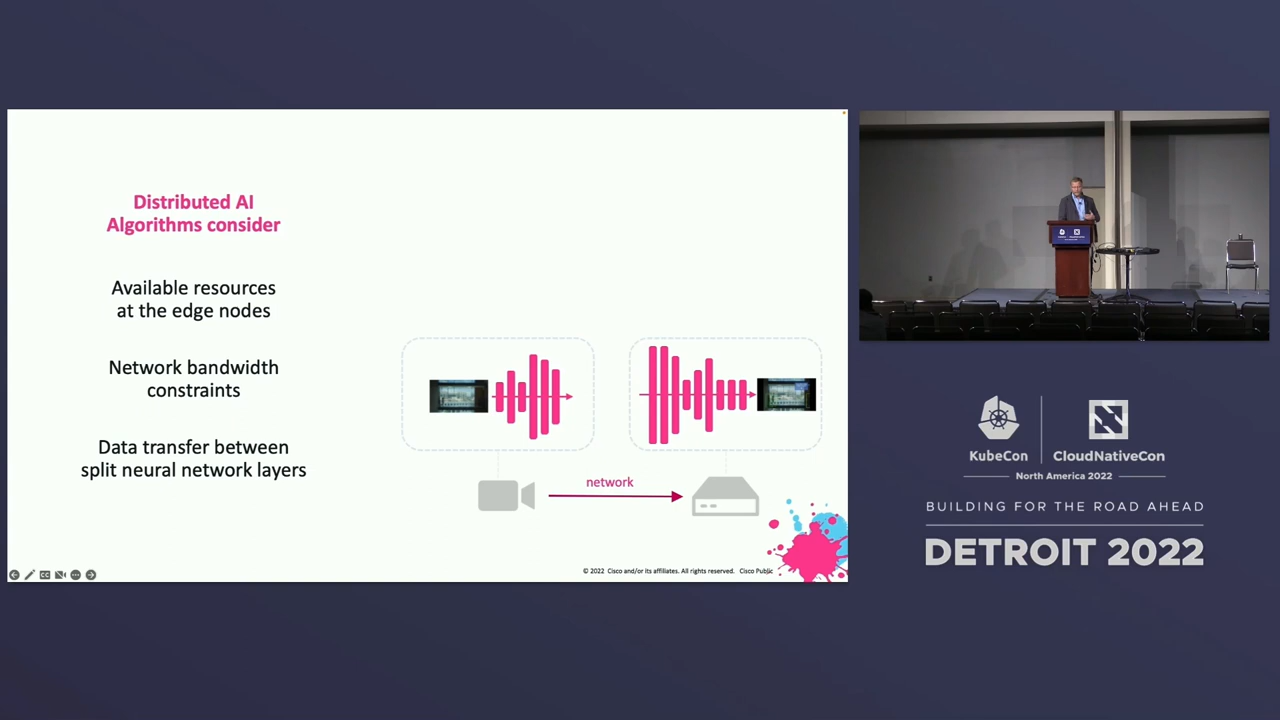 Distributed AI
Algorithms consider
Available resources
at the edge nodes
Network bandwidth
constraints
Data transfer between
split neural network layers
network
© 2022 Cisco and/or its affiliates. All rights reserved. Cisco Public
KubeCon
CloudNativeCon
North America 2022
BUILDING FOR THE ROAD AHEAD
DETROIT 2022